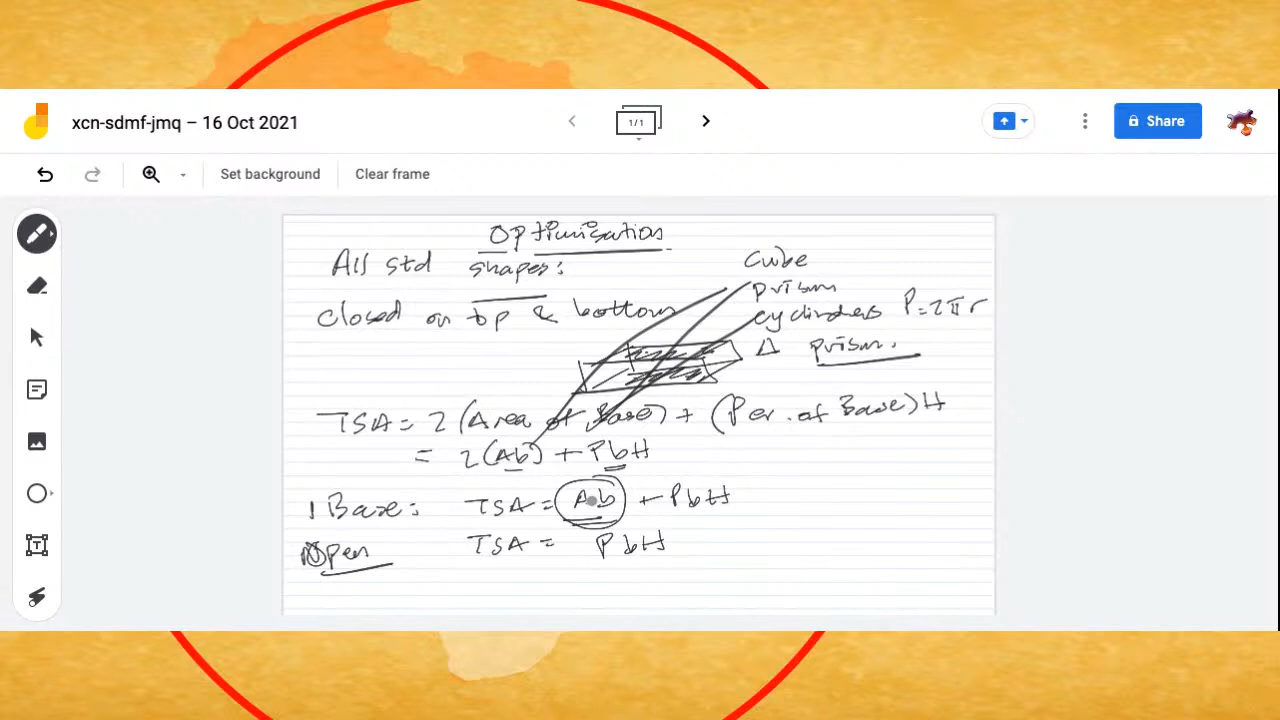 xcn-sdmf-jmq – 16 Oct 2021
1/1
Share
Set background
Clear frame
Optimisation
All std shapes:
Cube
prism
closed on top & bottom
cylinders P=2πr
Δ prism.
TSA = 2 (Area of Base) + (Per. of Base) H
= 2(Ab) + PbH
1 Base: TSA = Ab + PbH
Open TSA = PbH